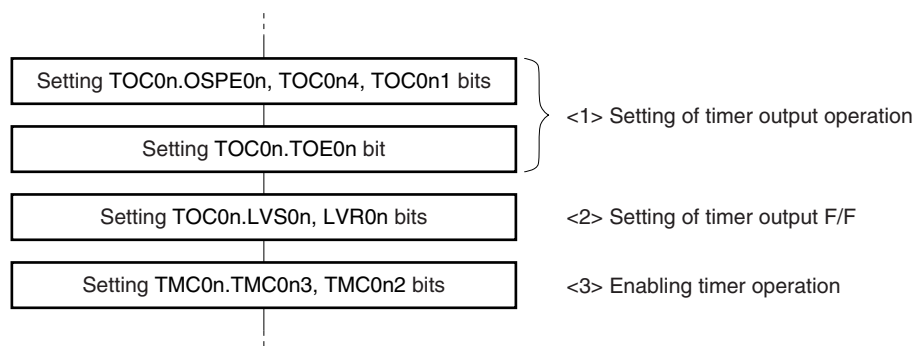 Setting TOC0n.OSPE0n, TOC0n4, TOC0n1 bits
<1> Setting of timer output operation
Setting TOC0n.TOE0n bit
Setting TOC0n.LVS0n, LVR0n bits
<2> Setting of timer output F/F
Setting TMC0n.TMC0n3, TMC0n2 bits
<3> Enabling timer operation